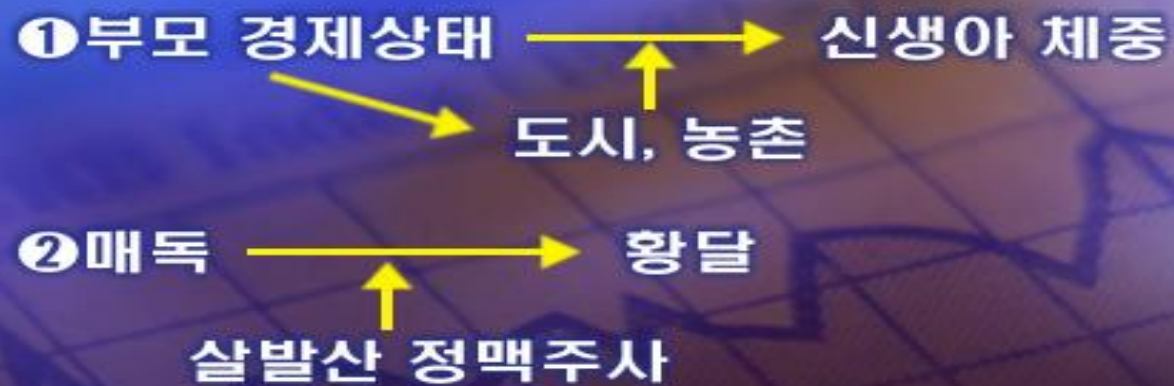 ❶부모 경제상태 신생아 체중
도시, 농촌
❷매독 황달
살발산 정맥주사